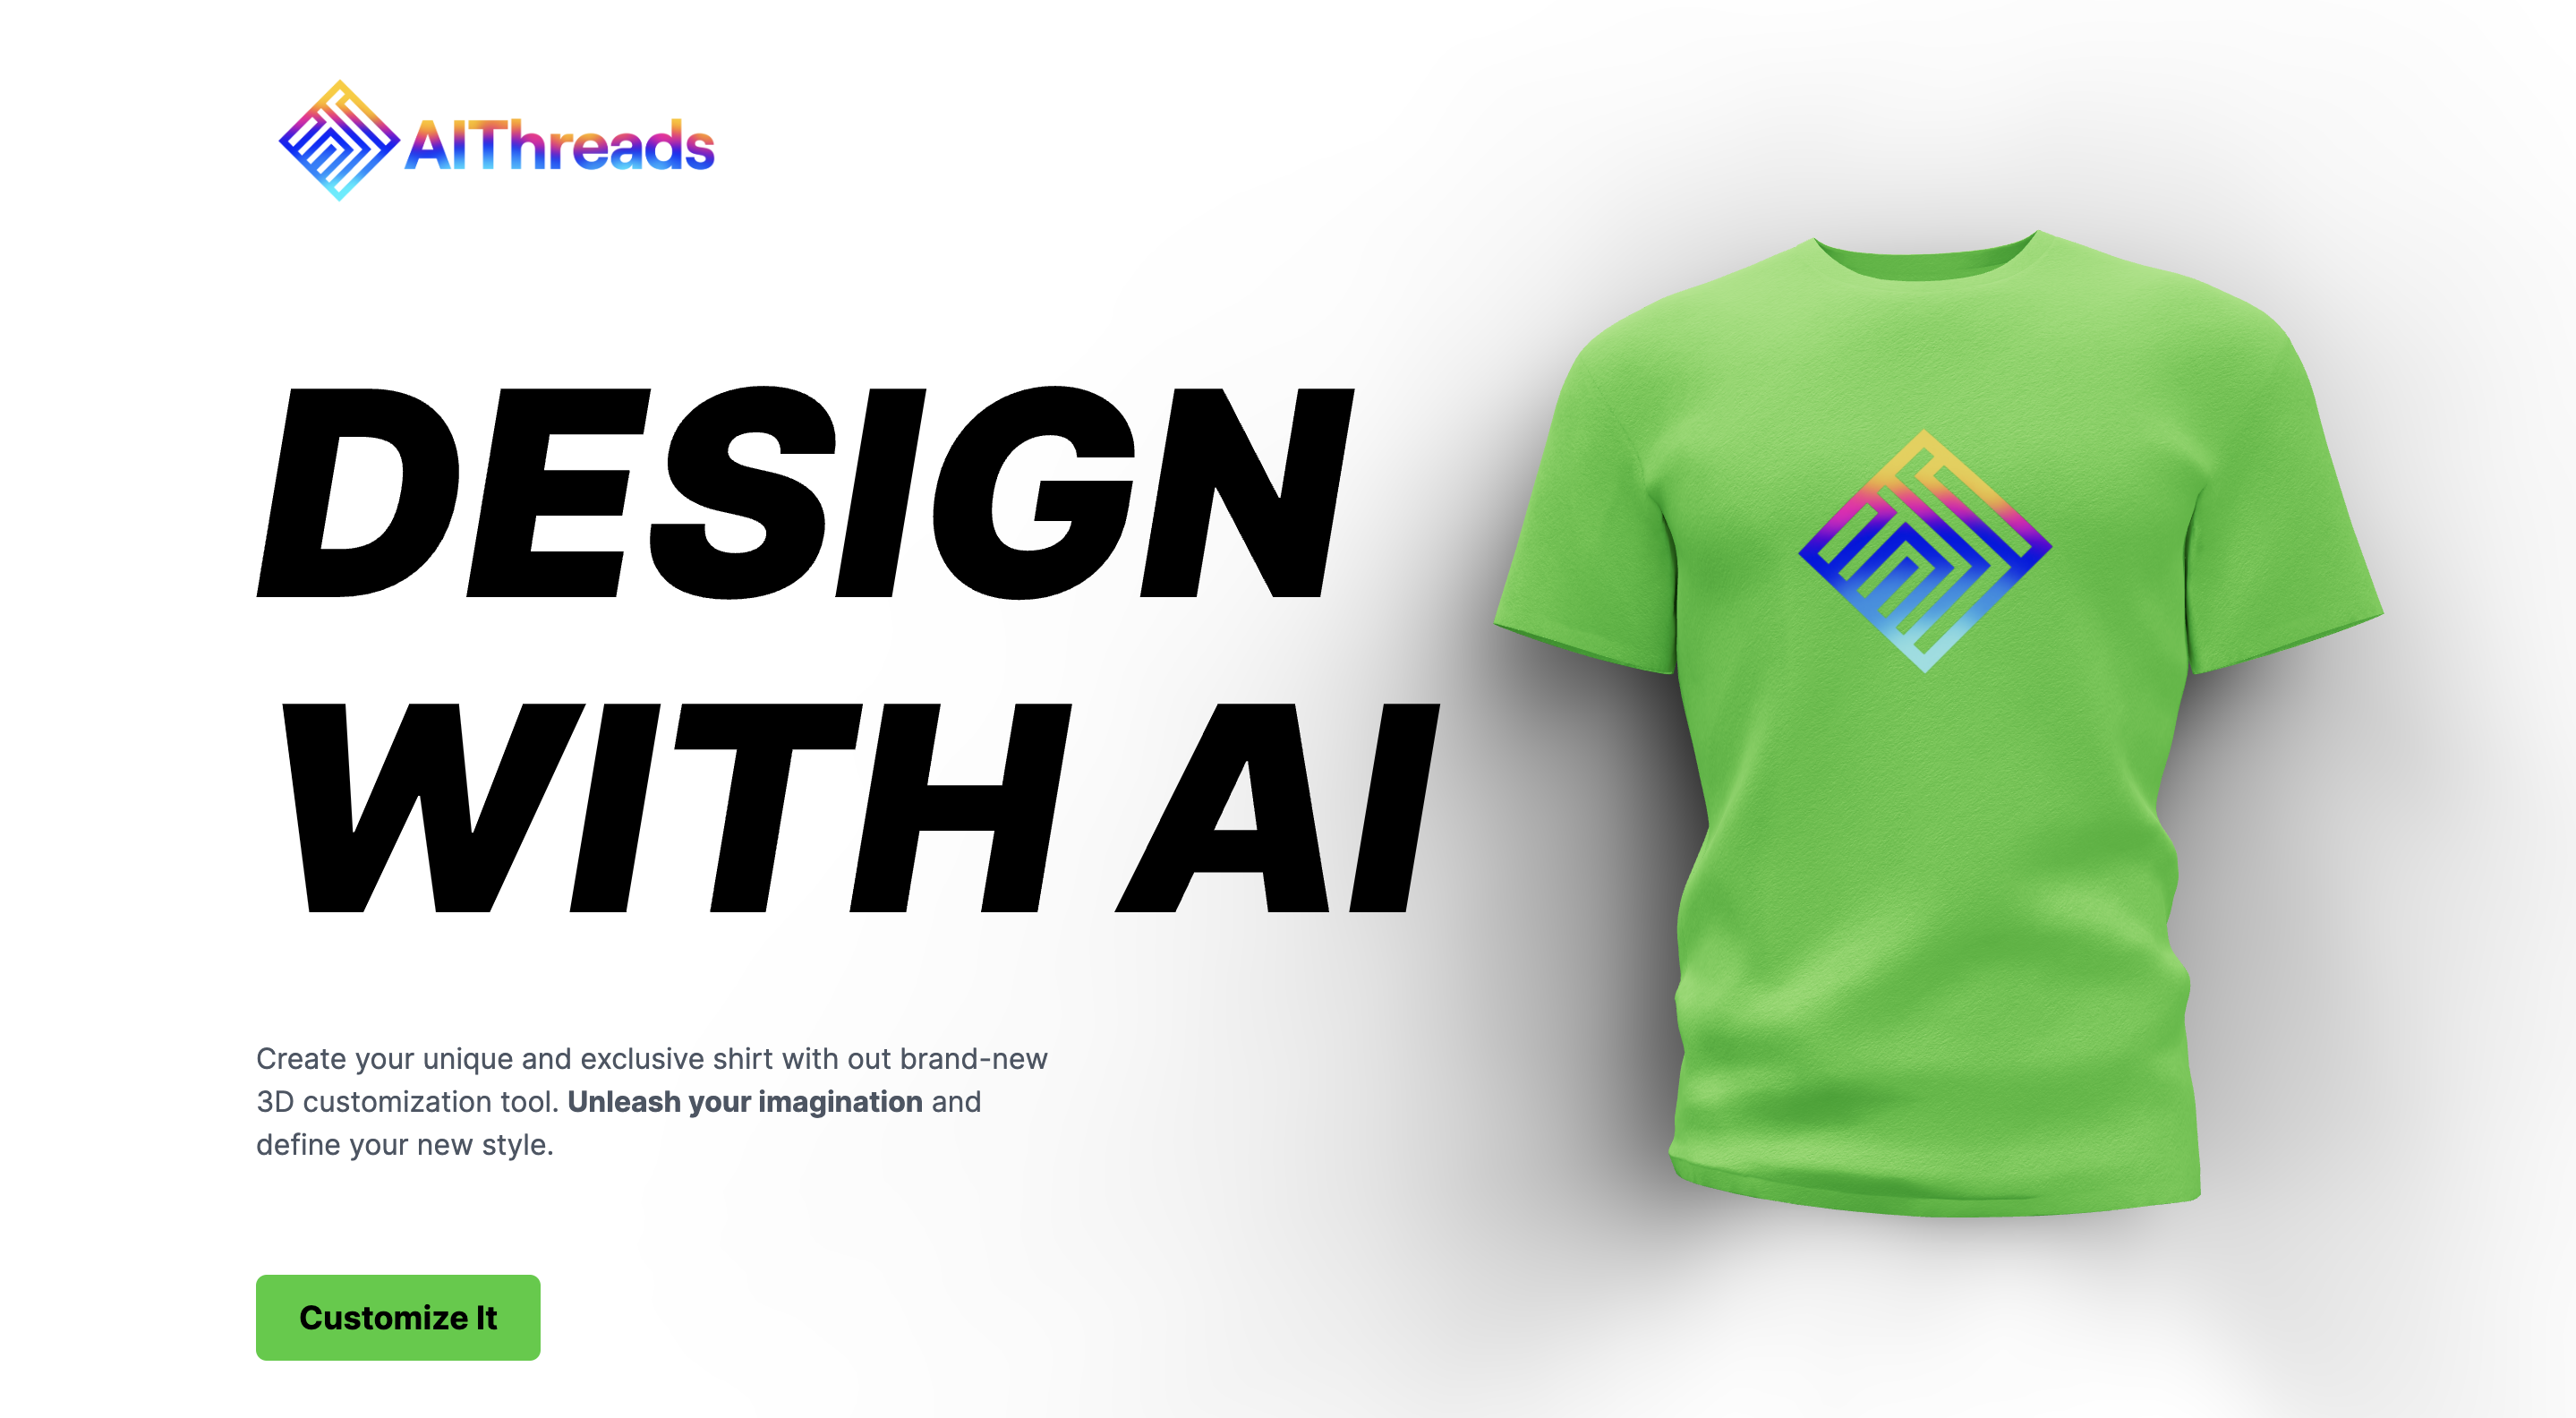 AIThreads
DESIGN
WITH AI
Create your unique and exclusive shirt with out brand-new
3D customization tool. Unleash your imagination and
define your new style.
Customize It